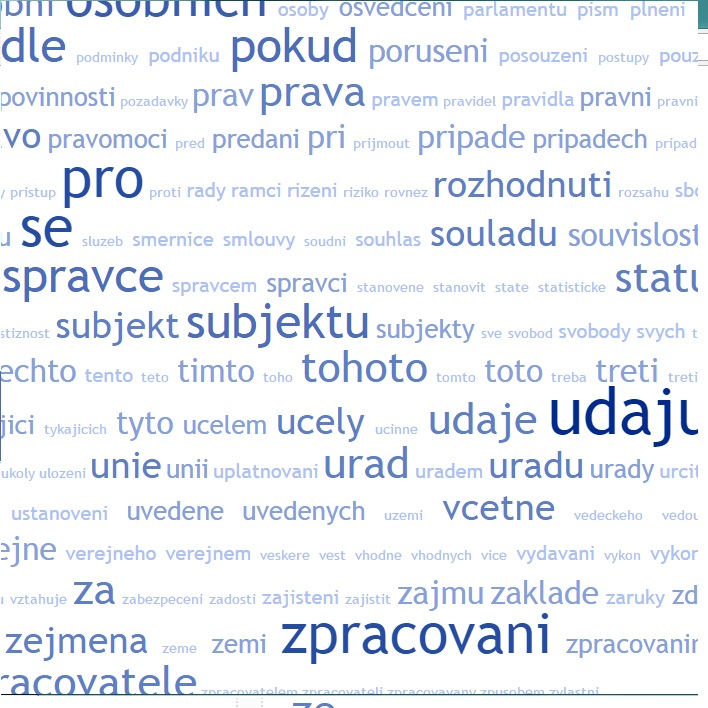 osobnich osoby osvedceni parlamentu pism plneni
dle podminky podniku pokud poruseni posouzeni postupy pouz
povinnosti pozadavky prav prava pravem pravidel pravidla pravni pravni
vo pravomoci pred predani pri prijmout pripade pripadech pripad
y pristup pro proti rady ramci rizeni riziko rovnez rozhodnuti rozsahu sbo
u se sluzeb smernice smlouvy soudni souhlas souladu souvislost
spravce spravcem spravci stanovene stanovit state statisticke statu
stiznost subjekt subjektu subjekty sve svobod svobody svych t
echto tento teto timto toho tohoto tomto toto treba treti treti
jici tykajicich tyto ucelem ucely ucinne udaje udaju
ukoly ulozeni unie unii uplatnovani urad uradem uradu urady urcit
ustanoveni uvedene uvedenych uzemi vcetne vedeckeho vedou
ejne verejneho verejnem veskere vest vhodne vhodnych vice vydavani vykon vykon
vztahuje za zabezpeceni zadosti zajisteni zajistit zajmu zaklade zaruky zd
zejmena zeme zemi zpracovani zpracovanim
racovatele zpracovatelem zpracovateli zpracovavany zpusobem zvlastni